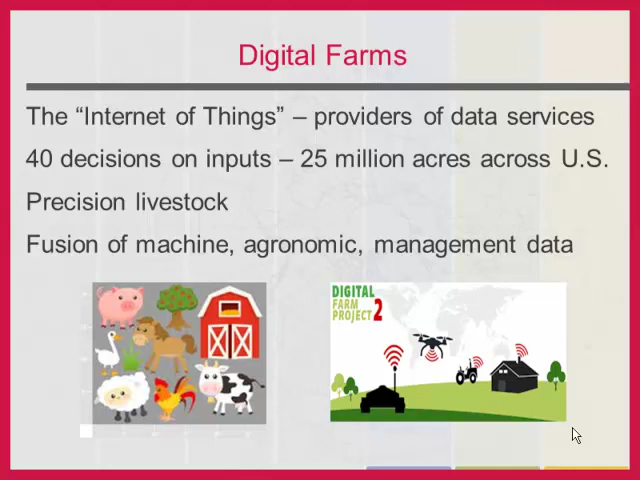 Digital Farms
The “Internet of Things” – providers of data services
40 decisions on inputs – 25 million acres across U.S.
Precision livestock
Fusion of machine, agronomic, management data
DIGITAL
FARM
PROJECT 2